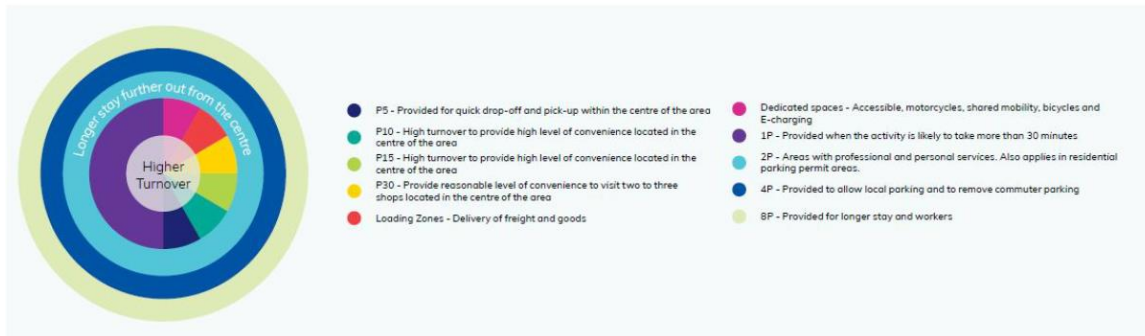 Longer stay further out from the centre
Higher
Turnover
P5 - Provided for quick drop-off and pick-up within the centre of the area
P10 - High turnover to provide high level of convenience located in the
centre of the area
P15 - High turnover to provide high level of convenience located in the
centre of the area
P30 - Provide reasonable level of convenience to visit two to three
shops located in the centre of the area
Loading Zones - Delivery of freight and goods
Dedicated spaces - Accessible, motorcycles, shared mobility, bicycles and
E-charging
1P - Provided when the activity is likely to take more than 30 minutes
2P - Areas with professional and personal services. Also applies in residential
parking permit areas.
4P - Provided to allow local parking and to remove commuter parking
8P - Provided for longer stay and workers